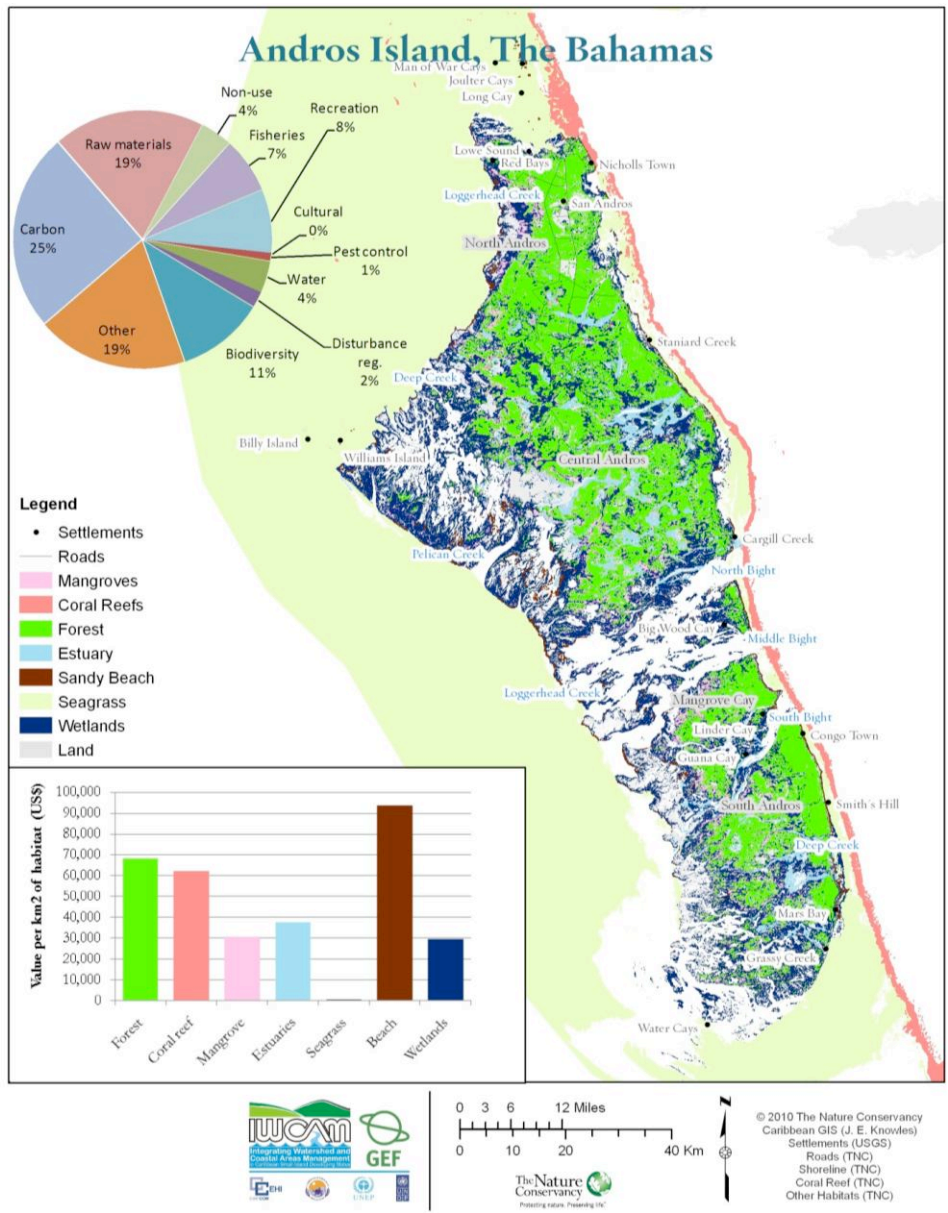 Andros Island, The Bahamas
Man of War Cays
Joulter Cays
Long Cay
Non-use
4%
Recreation
8%
Raw materials
19%
Fisheries
7%
Lowe Sound
Red Bays
Nicholls Town
Loggerhead Creek
San Andros
Carbon
25%
Cultural
0%
North Andros
Pest control
1%
Water
4%
Other
19%
Biodiversity
11%
Disturbance
reg.
2%
Staniard Creek
Deep Creek
Billy Island
Williams Island
Central Andros
Legend
Settlements
Roads
Mangroves
Coral Reefs
Forest
Estuary
Sandy Beach
Seagrass
Wetlands
Land
Cargill Creek
Pelican Creek
North Bight
Big Wood Cay
Middle Bight
Loggerhead Creek
Mangrove Cay
South Bight
Linder Cay
Congo Town
Guana Cay
South Andros
Smith's Hill
Deep Creek
Mars Bay
Grassy Creek
Water Cays
Value per km2 of habitat (US$)
100,000
90,000
80,000
70,000
60,000
50,000
40,000
30,000
20,000
10,000
0
Forest
Coral reef
Mangrove
Estuaries
Seagrass
Beach
Wetlands
IWCAM
Integrating Watershed and
Coastal Areas Management
GEF
CEHI
UNEP
0 3 6 12 Miles
0 10 20 40 Km
The Nature
Conservancy
Protecting nature. Preserving life.
N
© 2010 The Nature Conservancy
Caribbean GIS (J. E. Knowles)
Settlements (USGS)
Roads (TNC)
Shoreline (TNC)
Coral Reef (TNC)
Other Habitats (TNC)